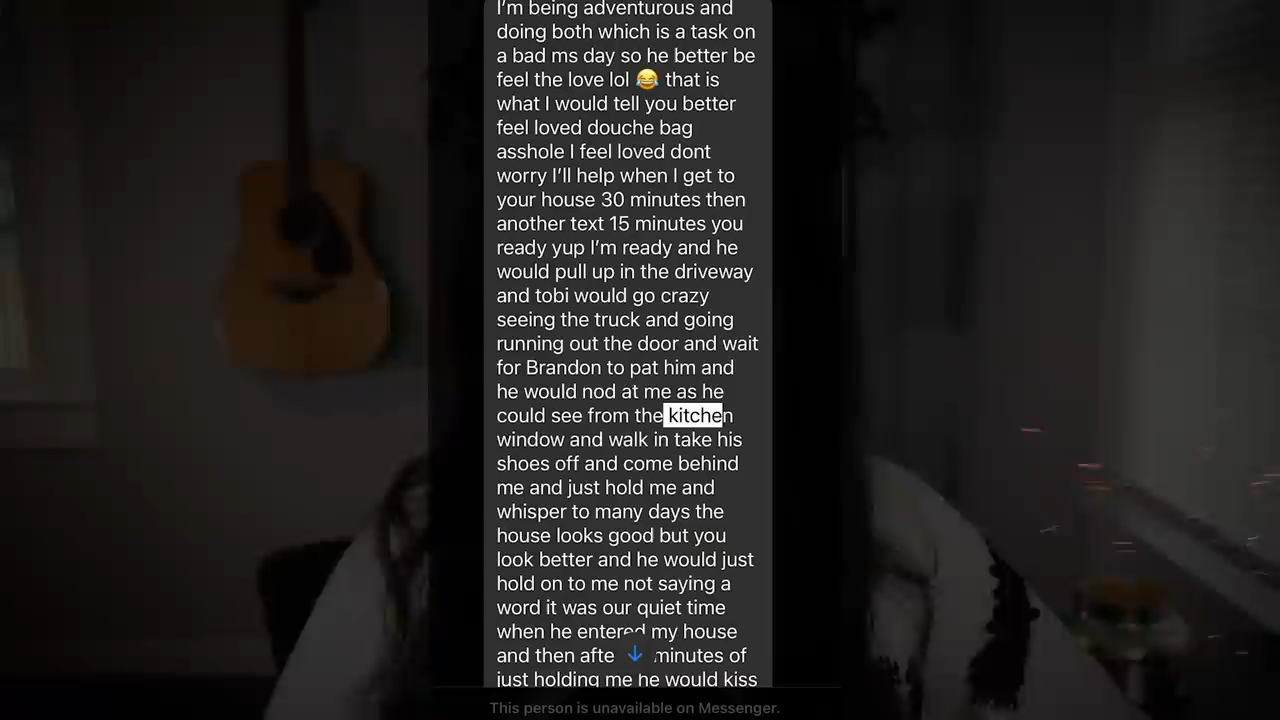 I'm being adventurous and
doing both which is a task on
a bad ms day so he better be
feel the love lol 😂 that is
what I would tell you better
feel loved douche bag
asshole I feel loved dont
worry I'll help when I get to
your house 30 minutes then
another text 15 minutes you
ready yup I'm ready and he
would pull up in the driveway
and tobi would go crazy
seeing the truck and going
running out the door and wait
for Brandon to pat him and
he would nod at me as he
could see from the kitchen
window and walk in take his
shoes off and come behind
me and just hold me and
whisper to many days the
house looks good but you
look better and he would just
hold on to me not saying a
word it was our quiet time
when he entered my house
and then afte minutes of
just holding me he would kiss
This person is unavailable on Messenger.